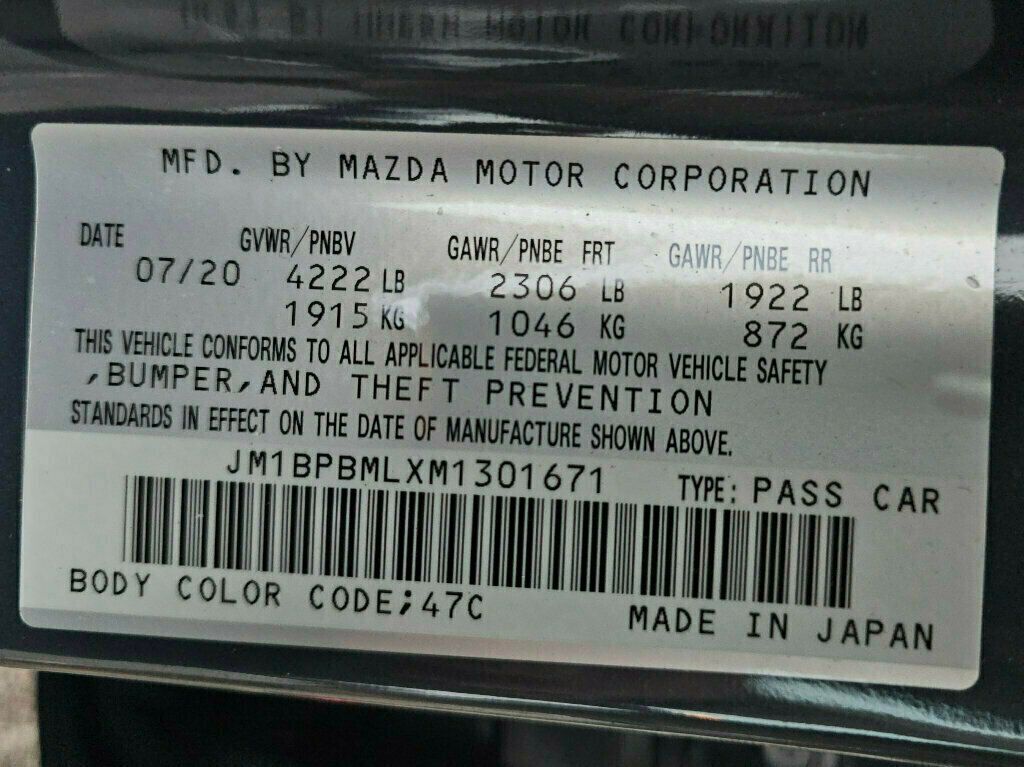 MFD. BY MAZDA MOTOR CORPORATION
DATE GVWR/PNBV GAWR/PNBE FRT GAWR/PNBE RR
07/20 4222 LB 2306 LB 1922 LB
1915 KG 1046 KG 872 KG
THIS VEHICLE CONFORMS TO ALL APPLICABLE FEDERAL MOTOR VEHICLE SAFETY
,BUMPER,AND THEFT PREVENTION
STANDARDS IN EFFECT ON THE DATE OF MANUFACTURE SHOWN ABOVE.
JM1BPBMLXM1301671 TYPE: PASS CAR
BODY COLOR CODE;47C MADE IN JAPAN